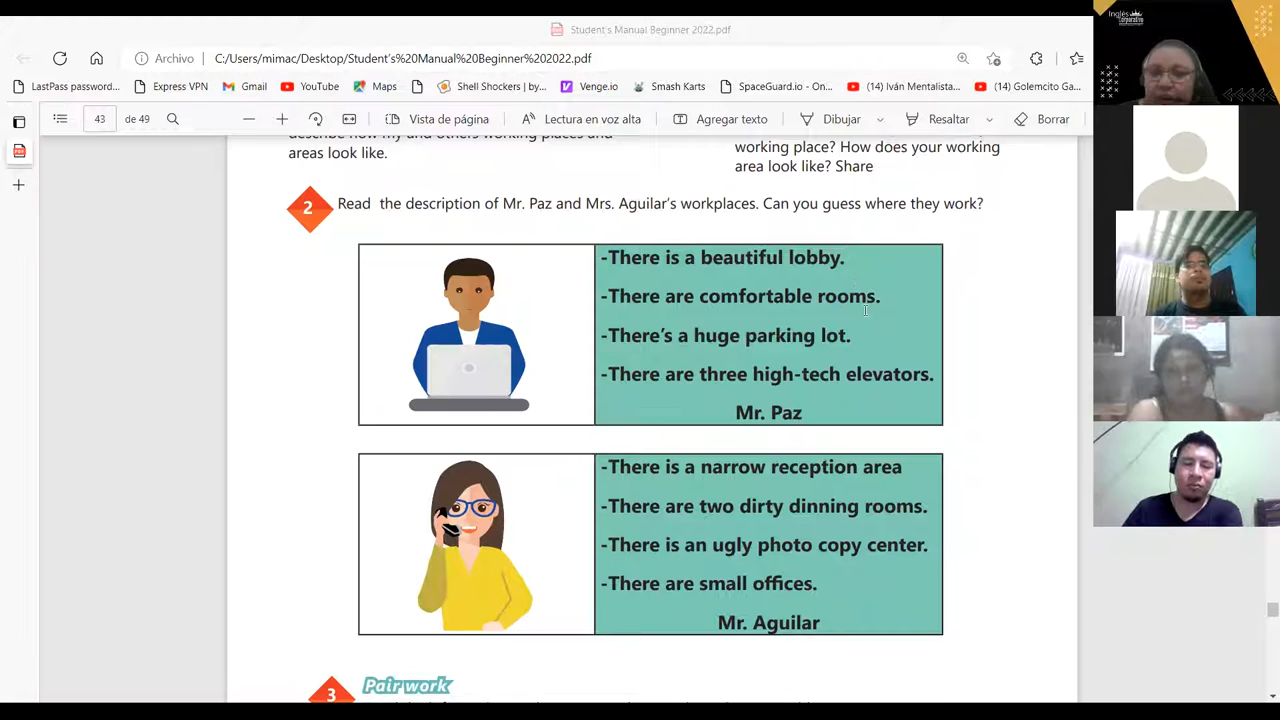 Student's Manual Beginner 2022.pdf
Archivo C:/Users/mimac/Desktop/Student's%20Manual%20Beginner%202022.pdf
LastPass password... Express VPN Gmail YouTube Maps Shell Shockers | by... Venge.io Smash Karts SpaceGuard.io - On... (14) Iván Mentalista... (14) Golemcito Ga...
43 de 49 Vista de página Lectura en voz alta Agregar texto Dibujar Resaltar Borrar
areas look like.
working place? How does your working
area look like? Share
2 Read the description of Mr. Paz and Mrs. Aguilar's workplaces. Can you guess where they work?
-There is a beautiful lobby.
-There are comfortable rooms.
-There's a huge parking lot.
-There are three high-tech elevators.
Mr. Paz
-There is a narrow reception area
-There are two dirty dinning rooms.
-There is an ugly photo copy center.
-There are small offices.
Mr. Aguilar
3 Pair work
Inglés
Corporativo